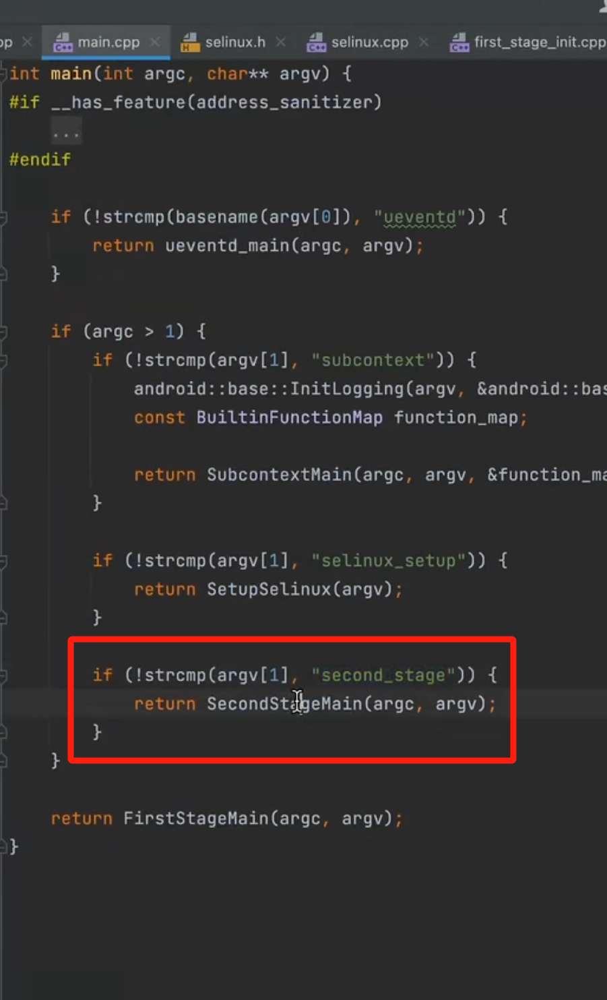 pp main.cpp selinux.h selinux.cpp first_stage_init.cpp
int main(int argc, char** argv) {
#if __has_feature(address_sanitizer)
...
#endif
if (!strcmp(basename(argv[0]), "ueventd")) {
return ueventd_main(argc, argv);
}
if (argc > 1) {
if (!strcmp(argv[1], "subcontext")) {
android::base::InitLogging(argv, &android::bas
const BuiltinFunctionMap function_map;
return SubcontextMain(argc, argv, &function_ma
}
if (!strcmp(argv[1], "selinux_setup")) {
return SetupSelinux(argv);
}
if (!strcmp(argv[1], "second_stage")) {
return SecondStageMain(argc, argv);
}
}
return FirstStageMain(argc, argv);
}